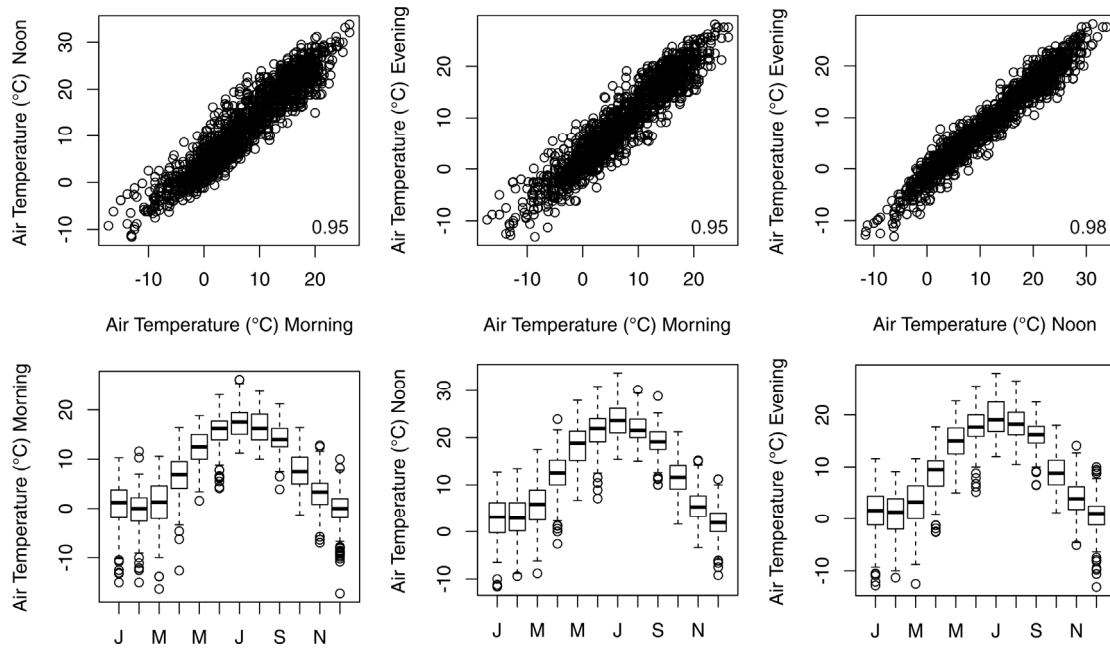 Air Temperature (°C) Noon
30
20
10
0
-10
0.95
-10 0 10 20
Air Temperature (°C) Morning
Air Temperature (°C) Evening
20
10
0
-10
0.95
-10 0 10 20
Air Temperature (°C) Morning
Air Temperature (°C) Evening
20
10
0
-10
0.98
-10 0 10 20 30
Air Temperature (°C) Noon
Air Temperature (°C) Morning
20
10
0
-10
J M M J S N
Air Temperature (°C) Noon
30
20
10
0
-10
J M M J S N
Air Temperature (°C) Evening
20
10
0
-10
J M M J S N